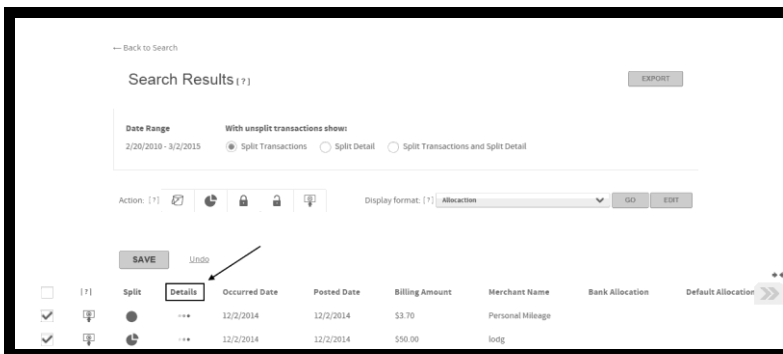 ← Back to Search
Search Results [?]
EXPORT
Date Range
With unsplit transactions show:
2/20/2010 - 3/2/2015
Split Transactions
Split Detail
Split Transactions and Split Detail
Action: [?]
Display format: [?] Allocaction
GO
EDIT
SAVE
Undo
[?] Split Details Occurred Date Posted Date Billing Amount Merchant Name Bank Allocation Default Allocation
12/2/2014 12/2/2014 $3.70 Personal Mileage
12/2/2014 12/2/2014 $50.00 lodg